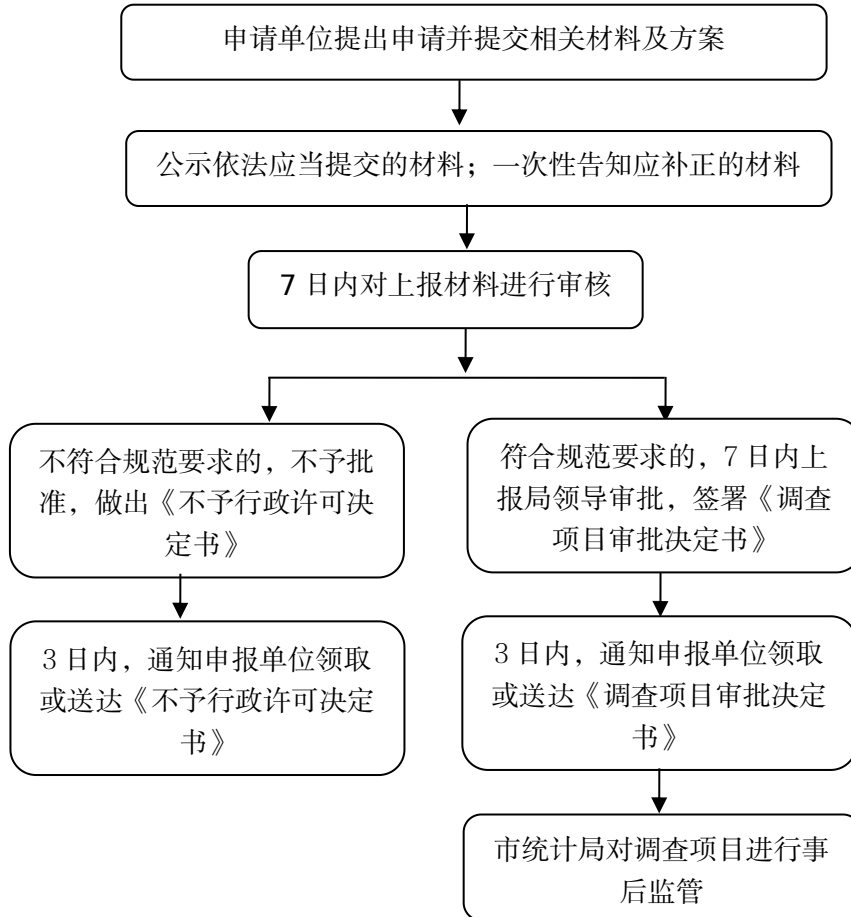 申请单位提出申请并提交相关材料及方案
公示依法应当提交的材料；一次性告知应补正的材料
7 日内对上报材料进行审核
不符合规范要求的，不予批
准，做出《不予行政许可决
定书》
符合规范要求的，7 日内上
报局领导审批，签署《调查
项目审批决定书》
3 日内，通知申报单位领取
或送达《不予行政许可决定
书》
3 日内，通知申报单位领取
或送达《调查项目审批决定
书》
市统计局对调查项目进行事
后监管